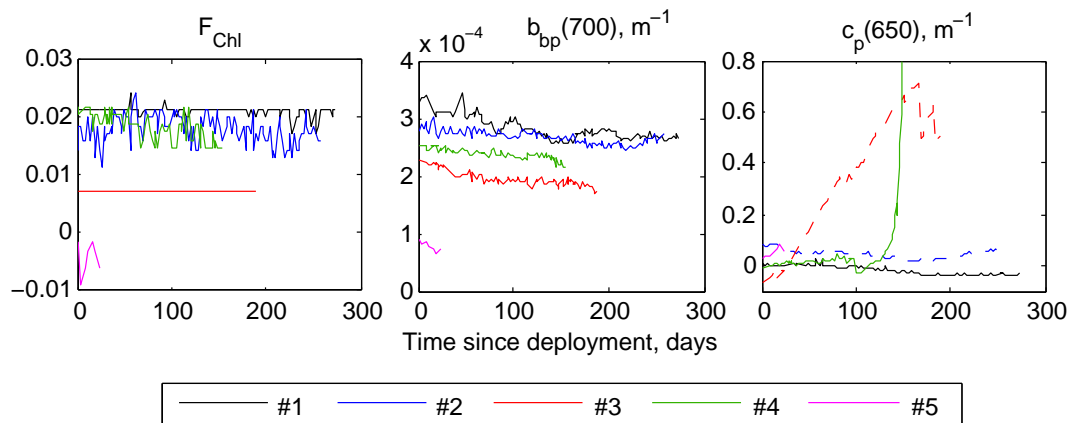 F_Chl
b_bp(700), m⁻¹
c_p(650), m⁻¹
x 10⁻⁴
0.03
0.02
0.01
0
−0.01
0 100 200 300
4
3
2
1
0
0 100 200 300
0.8
0.6
0.4
0.2
0
0 100 200 300
Time since deployment, days
#1 #2 #3 #4 #5